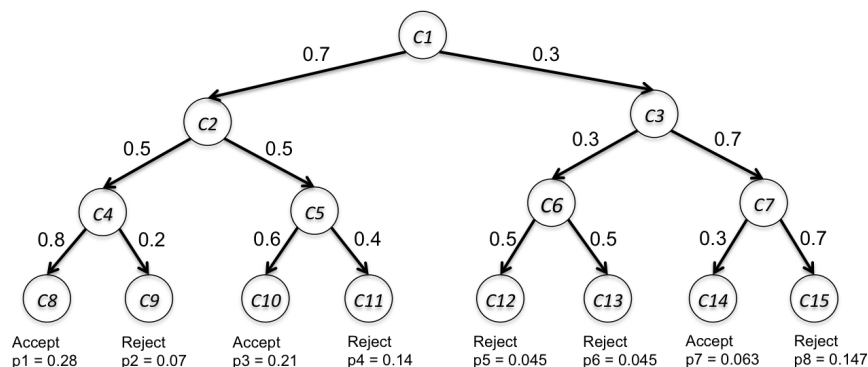 C1
0.7
0.3
C2
C3
0.5
0.5
0.3
0.7
C4
C5
C6
C7
0.8
0.2
0.6
0.4
0.5
0.5
0.3
0.7
C8
C9
C10
C11
C12
C13
C14
C15
Accept
p1 = 0.28
Reject
p2 = 0.07
Accept
p3 = 0.21
Reject
p4 = 0.14
Reject
p5 = 0.045
Reject
p6 = 0.045
Accept
p7 = 0.063
Reject
p8 = 0.147